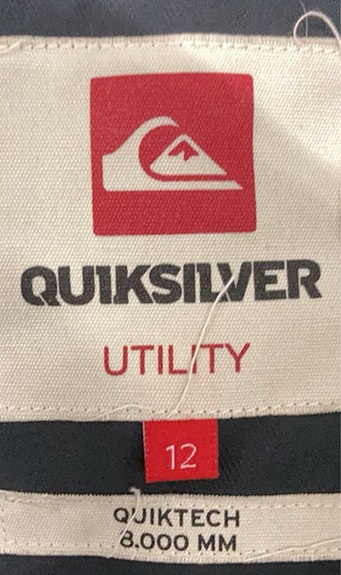 QUIKSILVER
UTILITY
12
QUIKTECH
8.000 MM